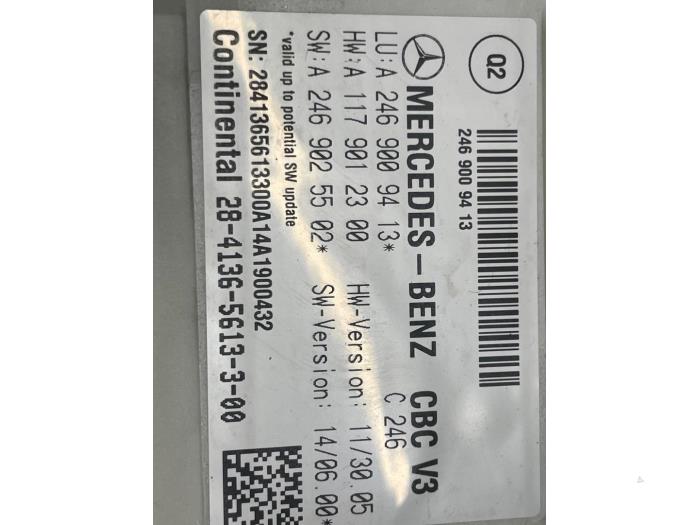 Q2
246 900 94 13
MERCEDES-BENZ CBC V3
C 246
LU:A 246 900 94 13*
HW:A 117 901 23 00 HW-Version: 11/30.05
SW:A 246 902 55 02* SW-Version: 14/06.00*
*valid up to potential SW update
SN: 2841365613300A14A1900432
Continental 28-4136-5613-3-00